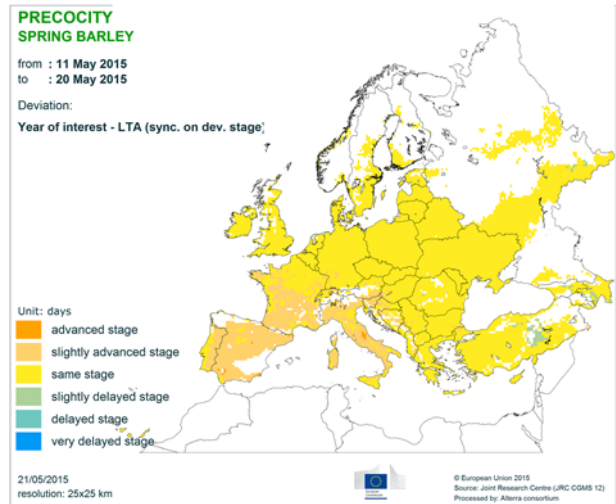 PRECOCITY
SPRING BARLEY
from : 11 May 2015
to : 20 May 2015
Deviation:
Year of interest - LTA (sync. on dev. stage)
Unit: days
advanced stage
slightly advanced stage
same stage
slightly delayed stage
delayed stage
very delayed stage
21/05/2015
resolution: 25x25 km
© European Union 2015
Source: Joint Research Centre (JRC CGMS 12)
Processed by: Alterra consortium